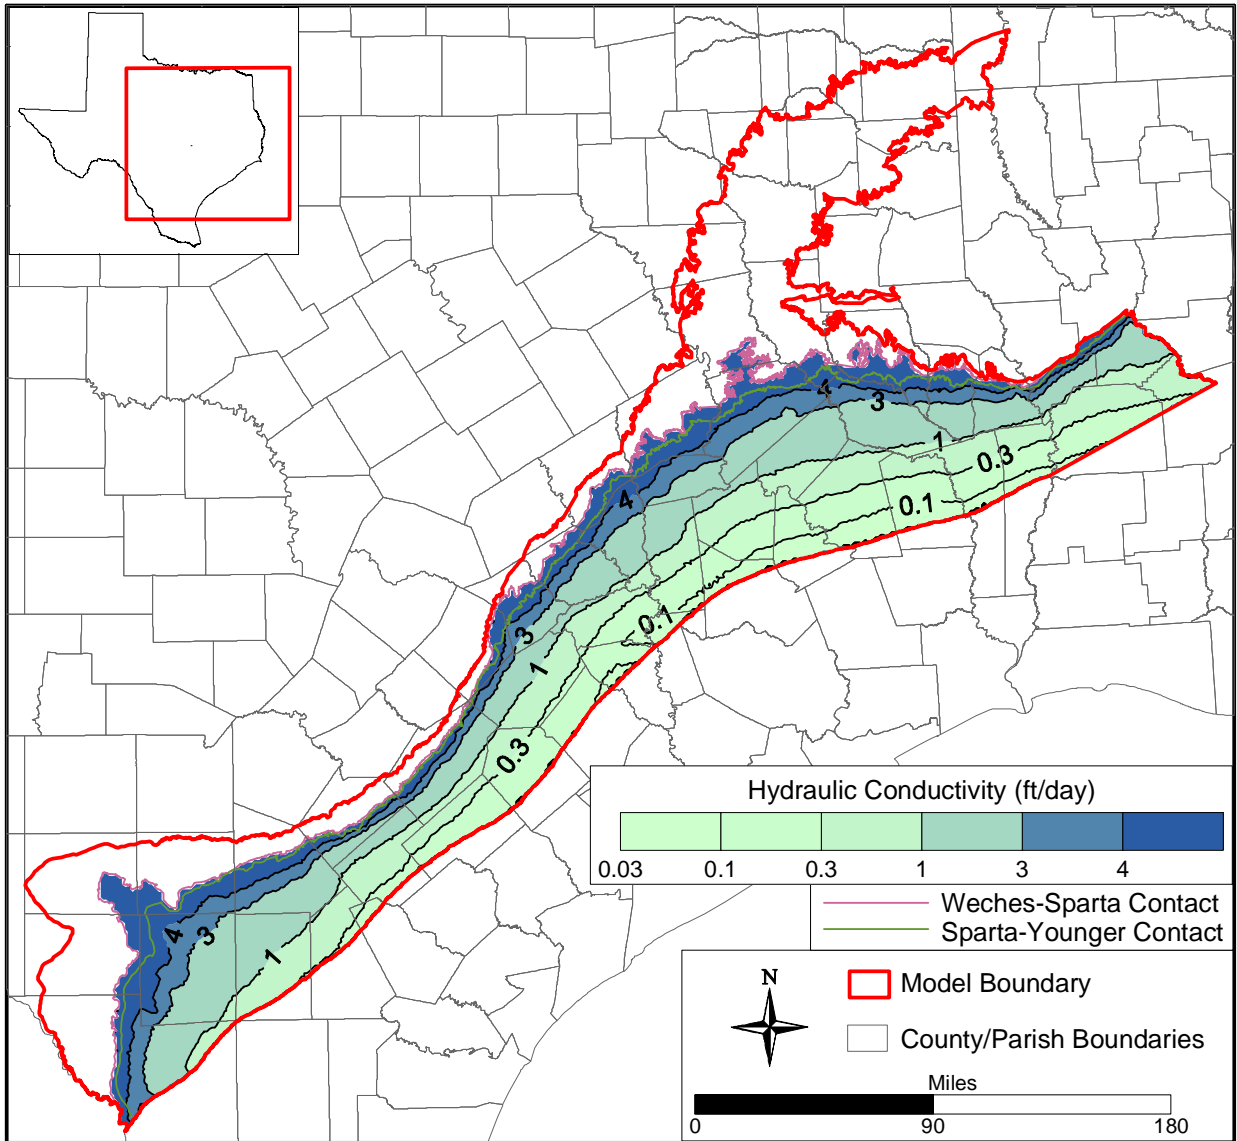 4
3
1
0.3
0.1
4
3
0.1
1
0.3
4
3
1
Hydraulic Conductivity (ft/day)
0.03 0.1 0.3 1 3 4
Weches-Sparta Contact
Sparta-Younger Contact
N
Model Boundary
County/Parish Boundaries
Miles
0 90 180